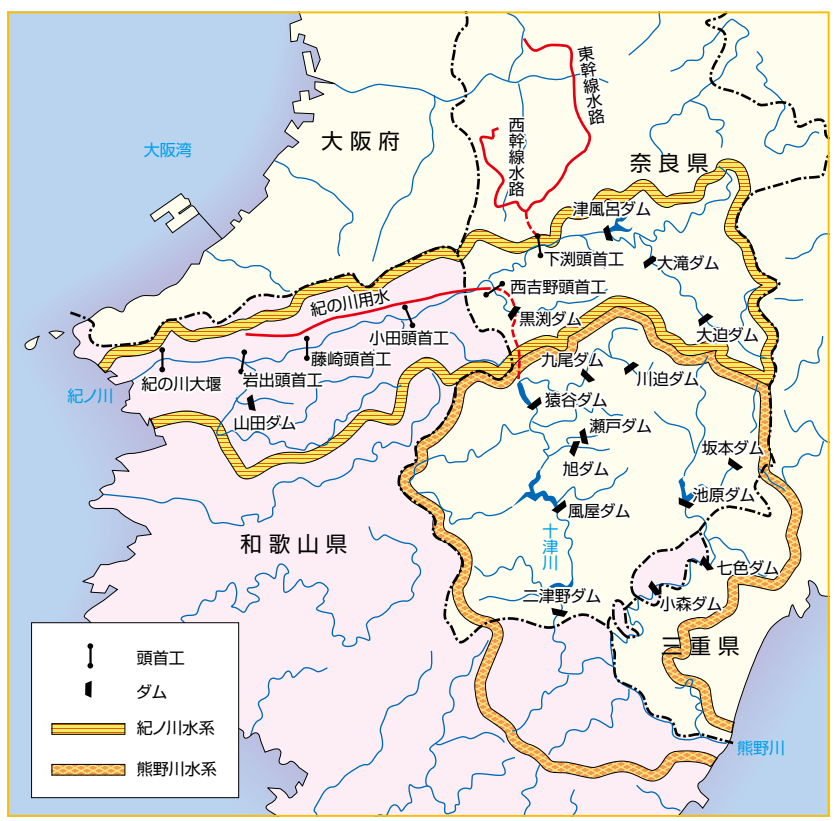 東幹線水路
西幹線水路
大阪府
大阪湾
奈良県
津風呂ダム
下渕頭首工
大滝ダム
西吉野頭首工
紀の川用水
黒渕ダム
小田頭首工
大迫ダム
藤崎頭首工
九尾ダム
紀の川大堰
岩出頭首工
川迫ダム
紀ノ川
猿谷ダム
山田ダム
瀬戸ダム
坂本ダム
旭ダム
池原ダム
風屋ダム
十津川
和歌山県
七色ダム
二津野ダム
小森ダム
三重県
頭首工
ダム
紀ノ川水系
熊野川
熊野川水系